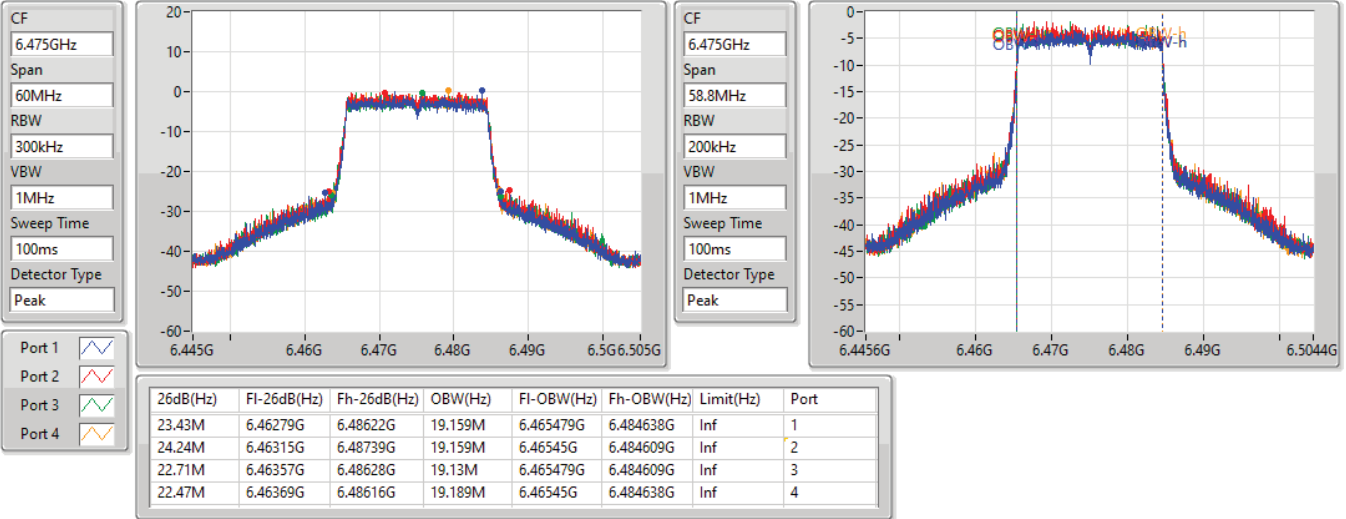 CF
6.475GHz
Span
60MHz
RBW
300kHz
VBW
1MHz
Sweep Time
100ms
Detector Type
Peak
20
10
0
-10
-20
-30
-40
-50
-60
6.445G 6.46G 6.47G 6.48G 6.49G 6.5G 6.505G
CF
6.475GHz
Span
58.8MHz
RBW
200kHz
VBW
1MHz
Sweep Time
100ms
Detector Type
Peak
0
-5
-10
-15
-20
-25
-30
-35
-40
-45
-50
-55
-60
6.4456G 6.46G 6.47G 6.48G 6.49G 6.5044G
Port 1
Port 2
Port 3
Port 4
26dB(Hz) Fl-26dB(Hz) Fh-26dB(Hz) OBW(Hz) Fl-OBW(Hz) Fh-OBW(Hz) Limit(Hz) Port
23.43M 6.46279G 6.48622G 19.159M 6.465479G 6.484638G Inf 1
24.24M 6.46315G 6.48739G 19.159M 6.46545G 6.484609G Inf 2
22.71M 6.46357G 6.48628G 19.13M 6.465479G 6.484609G Inf 3
22.47M 6.46369G 6.48616G 19.189M 6.46545G 6.484638G Inf 4